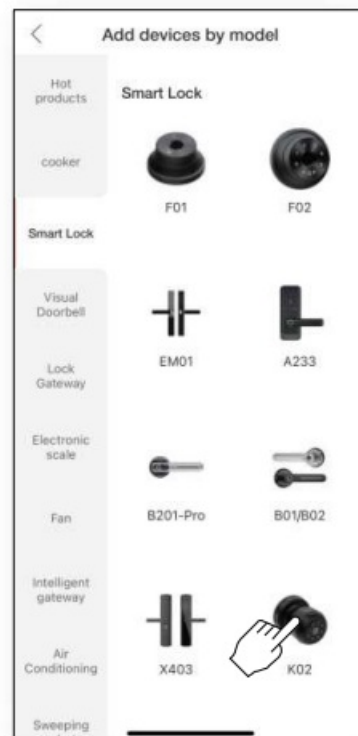 Add devices by model
Hot
products
cooker
Smart Lock
Visual
Doorbell
Lock
Gateway
Electronic
scale
Fan
Intelligent
gateway
Air
Conditioning
Sweeping
Smart Lock
F01
F02
EM01
A233
B201-Pro
B01/B02
X403
K02